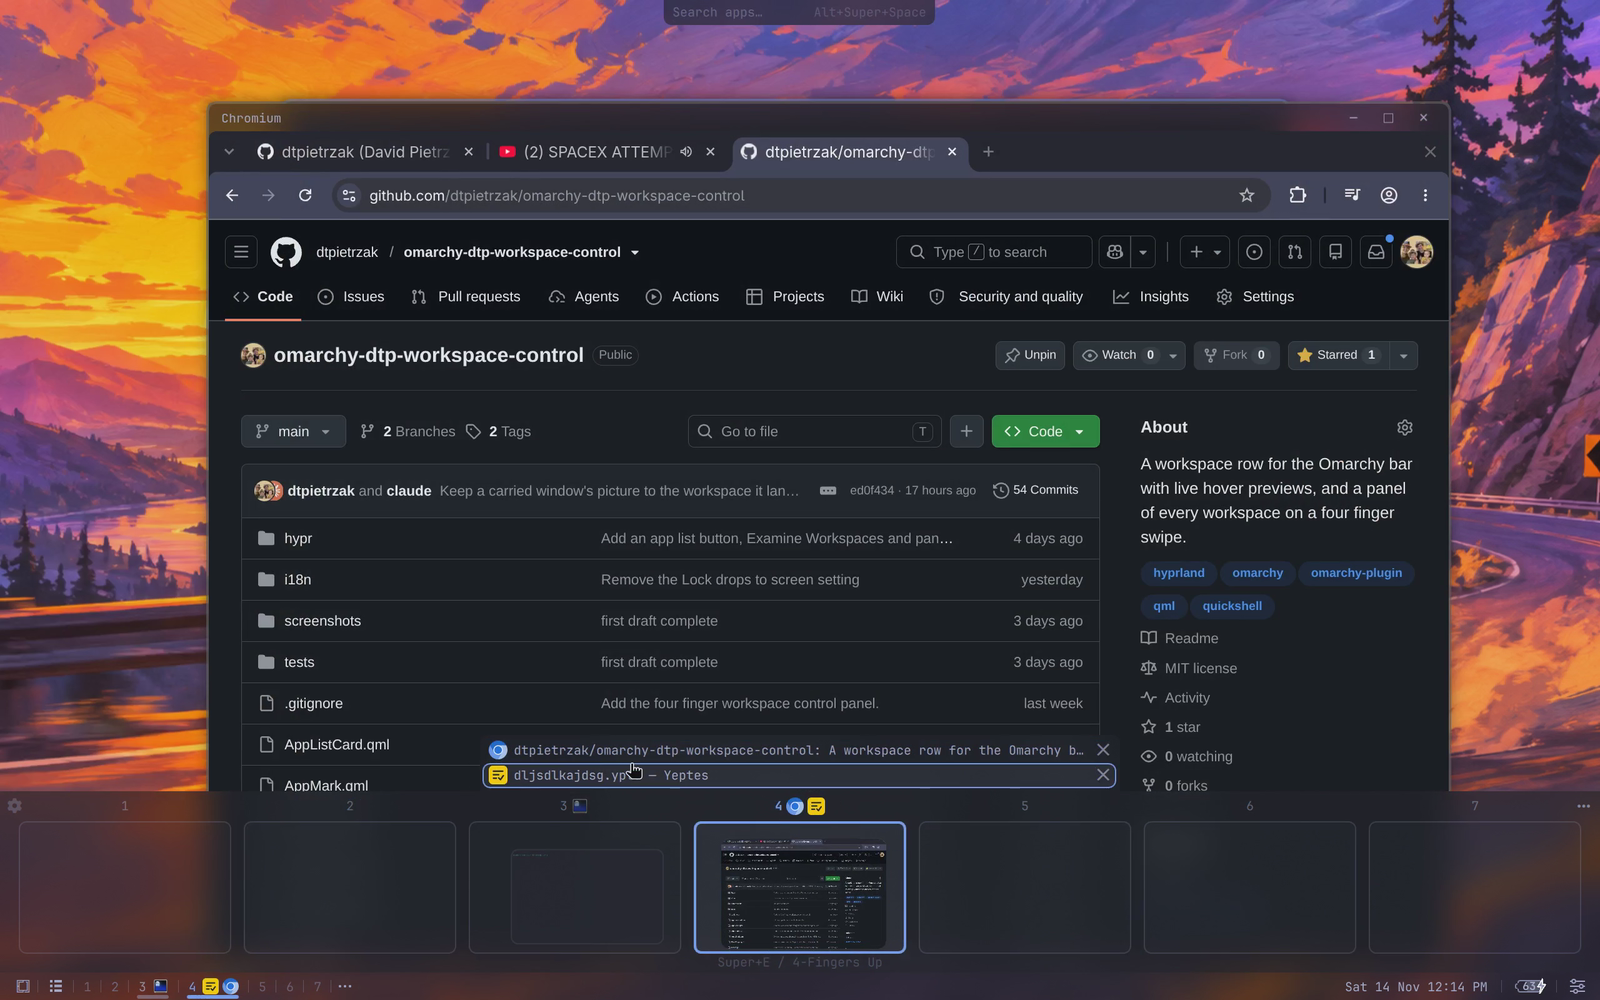 Search apps… Alt+Super+Space
Chromium
dtpietrzak (David Pietrz
(2) SPACEX ATTEMP
dtpietrzak/omarchy-dtp
github.com/dtpietrzak/omarchy-dtp-workspace-control
dtpietrzak / omarchy-dtp-workspace-control
Type / to search
Code Issues Pull requests Agents Actions Projects Wiki Security and quality Insights Settings
omarchy-dtp-workspace-control Public
Unpin Watch 0 Fork 0 Starred 1
main 2 Branches 2 Tags
Go to file T
Code
dtpietrzak and claude Keep a carried window's picture to the workspace it lan… ed0f434 · 17 hours ago 54 Commits
hypr Add an app list button, Examine Workspaces and pan… 4 days ago
i18n Remove the Lock drops to screen setting yesterday
screenshots first draft complete 3 days ago
tests first draft complete 3 days ago
.gitignore Add the four finger workspace control panel. last week
AppListCard.qml
AppMark.qml
About
A workspace row for the Omarchy bar
with live hover previews, and a panel
of every workspace on a four finger
swipe.
hyprland omarchy omarchy-plugin
qml quickshell
Readme
MIT license
Activity
1 star
0 watching
0 forks
dtpietrzak/omarchy-dtp-workspace-control: A workspace row for the Omarchy b…
dljsdlkajdsg.yp — Yeptes
1 2 3 4 5 6 7
Super+E / 4-Fingers Up
1 2 3 4 5 6 7
Sat 14 Nov 12:14 PM
63